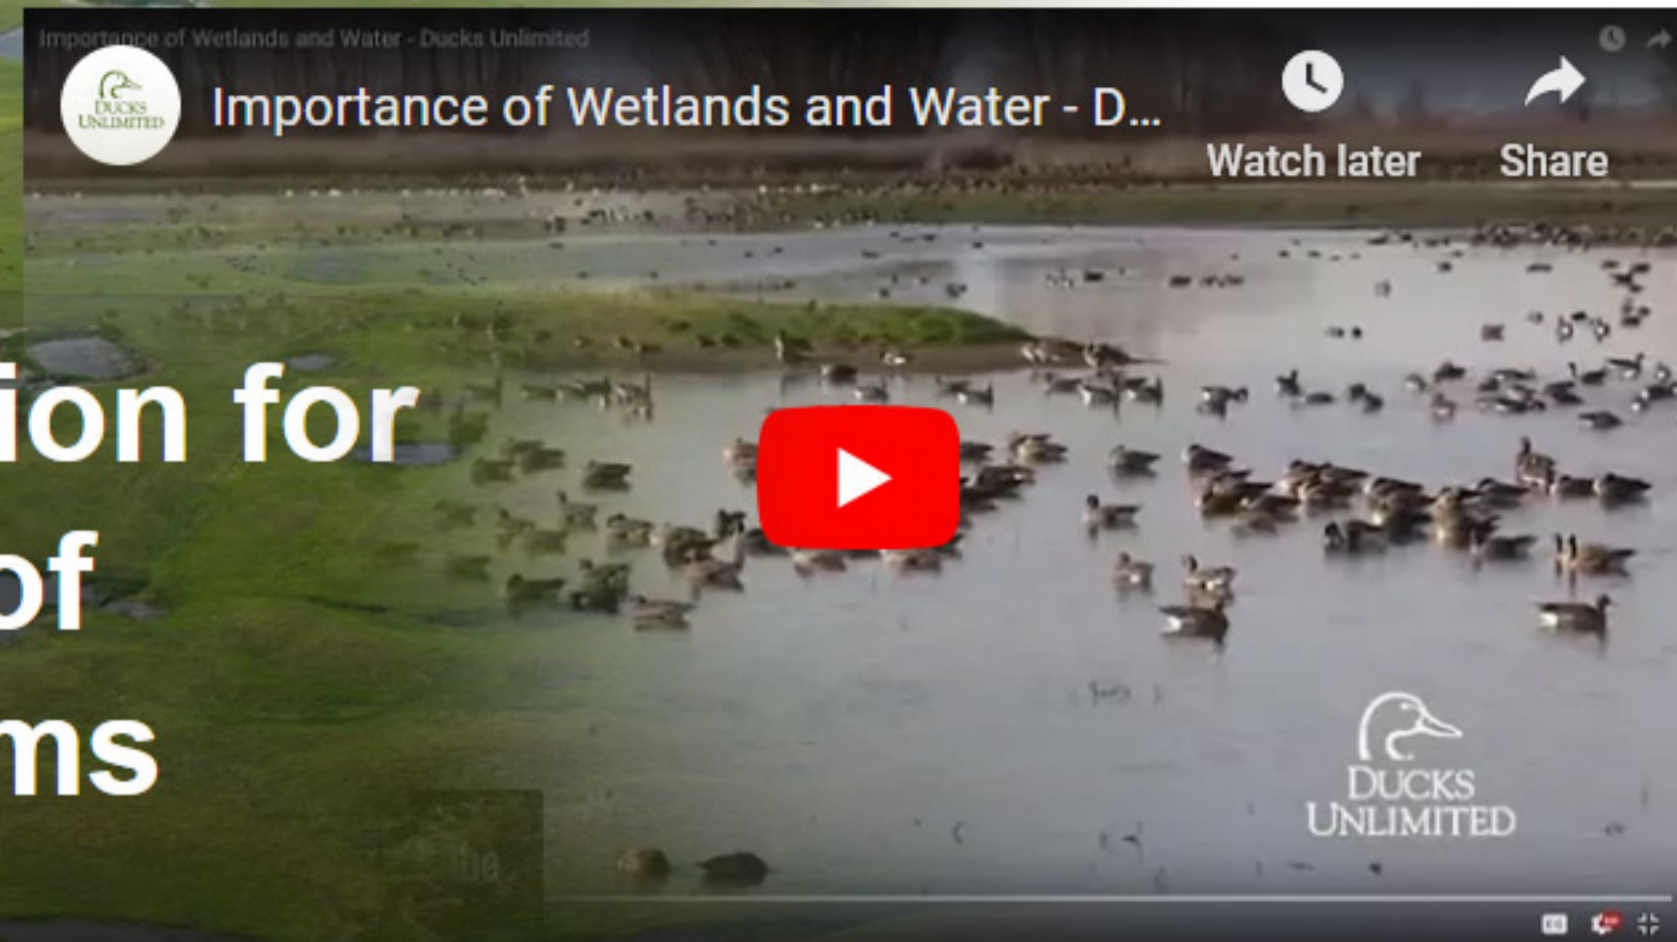 Importance of Wetlands and Water - Ducks Unlimited
DUCKS
UNLIMITED
Importance of Wetlands and Water - D...
Watch later
Share
ion for
of
ms
DUCKS
UNLIMITED